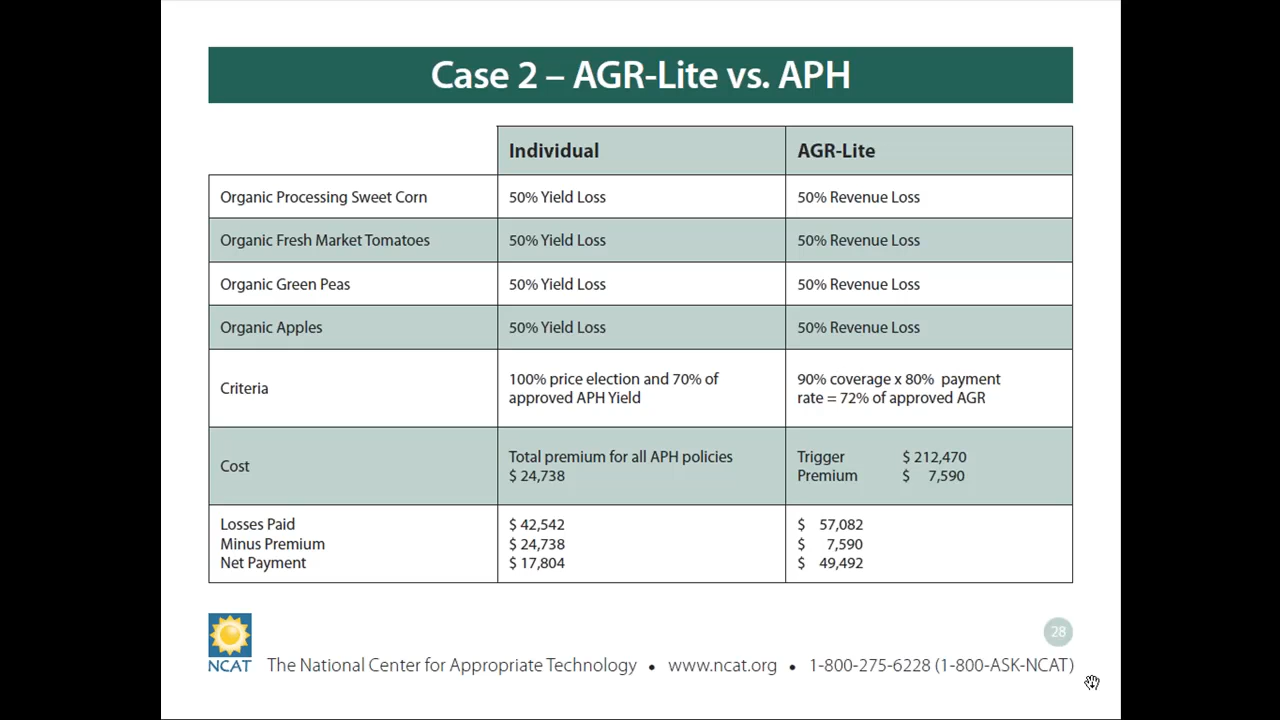 Case 2 – AGR-Lite vs. APH
Individual AGR-Lite
Organic Processing Sweet Corn 50% Yield Loss 50% Revenue Loss
Organic Fresh Market Tomatoes 50% Yield Loss 50% Revenue Loss
Organic Green Peas 50% Yield Loss 50% Revenue Loss
Organic Apples 50% Yield Loss 50% Revenue Loss
Criteria
100% price election and 70% of
approved APH Yield
90% coverage x 80% payment
rate = 72% of approved AGR
Cost
Total premium for all APH policies
$ 24,738
Trigger $ 212,470
Premium $ 7,590
Losses Paid $ 42,542 $ 57,082
Minus Premium $ 24,738 $ 7,590
Net Payment $ 17,804 $ 49,492
28
NCAT
The National Center for Appropriate Technology • www.ncat.org • 1-800-275-6228 (1-800-ASK-NCAT)